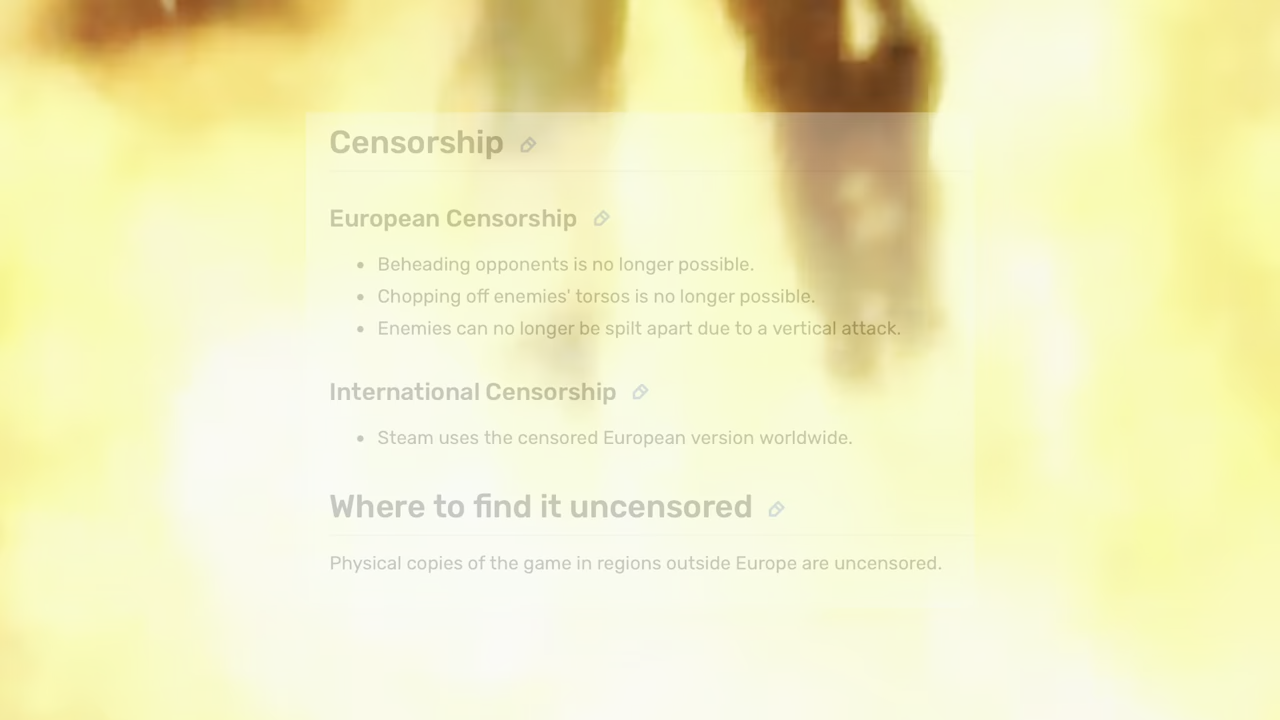 Censorship
European Censorship
Beheading opponents is no longer possible.
Chopping off enemies' torsos is no longer possible.
Enemies can no longer be spilt apart due to a vertical attack.
International Censorship
Steam uses the censored European version worldwide.
Where to find it uncensored
Physical copies of the game in regions outside Europe are uncensored.